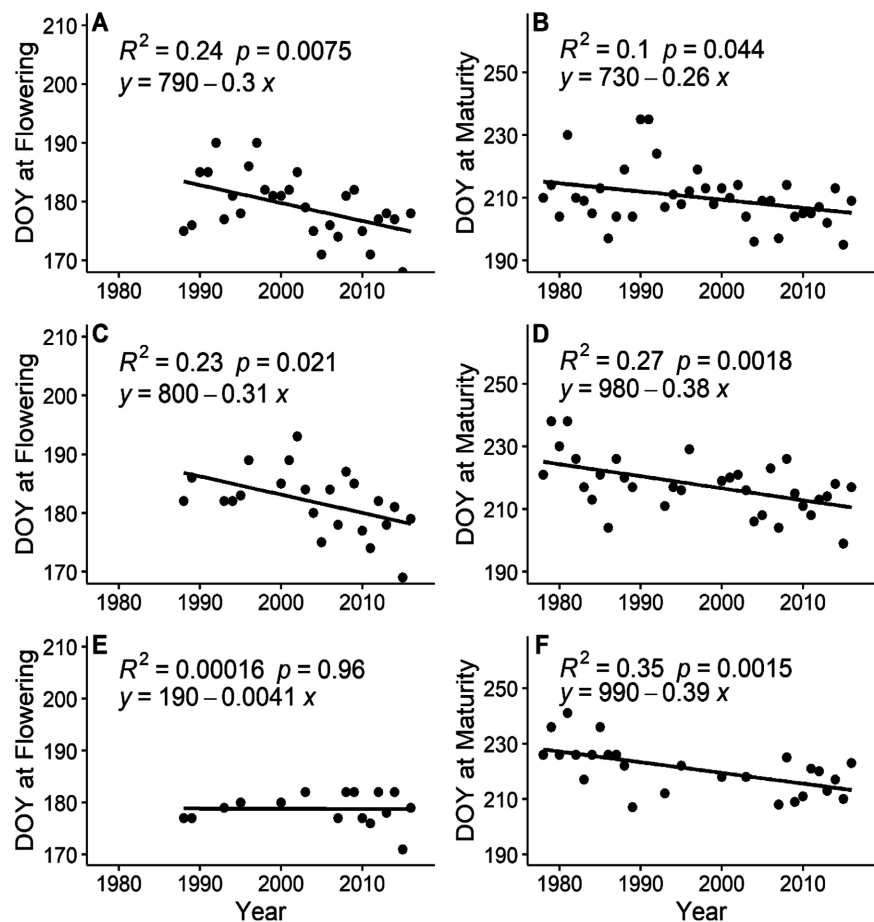 A
R² = 0.24 p = 0.0075
y = 790 – 0.3 x
DOY at Flowering
210
200
190
180
170
1980 1990 2000 2010
B
R² = 0.1 p = 0.044
y = 730 – 0.26 x
DOY at Maturity
250
230
210
190
1980 1990 2000 2010
C
R² = 0.23 p = 0.021
y = 800 – 0.31 x
DOY at Flowering
210
200
190
180
170
1980 1990 2000 2010
D
R² = 0.27 p = 0.0018
y = 980 – 0.38 x
DOY at Maturity
250
230
210
190
1980 1990 2000 2010
E
R² = 0.00016 p = 0.96
y = 190 – 0.0041 x
DOY at Flowering
210
200
190
180
170
1980 1990 2000 2010
Year
F
R² = 0.35 p = 0.0015
y = 990 – 0.39 x
DOY at Maturity
250
230
210
190
1980 1990 2000 2010
Year